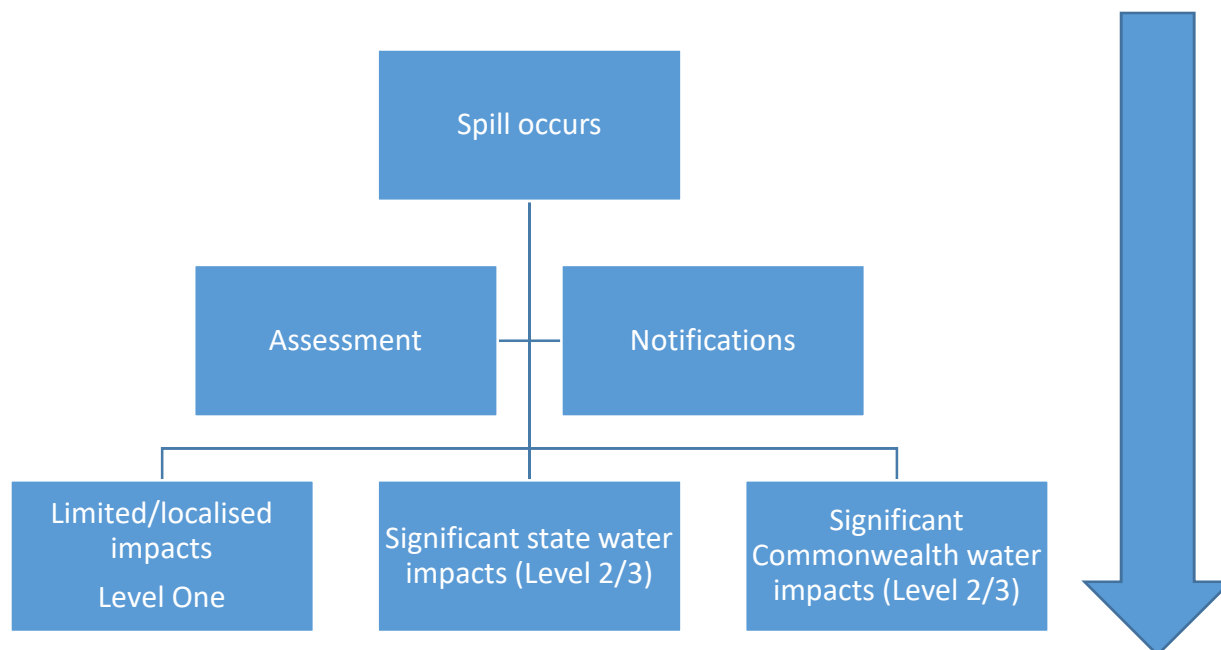 Spill occurs
Assessment
Notifications
Limited/localised
impacts
Level One
Significant state water
impacts (Level 2/3)
Significant
Commonwealth water
impacts (Level 2/3)